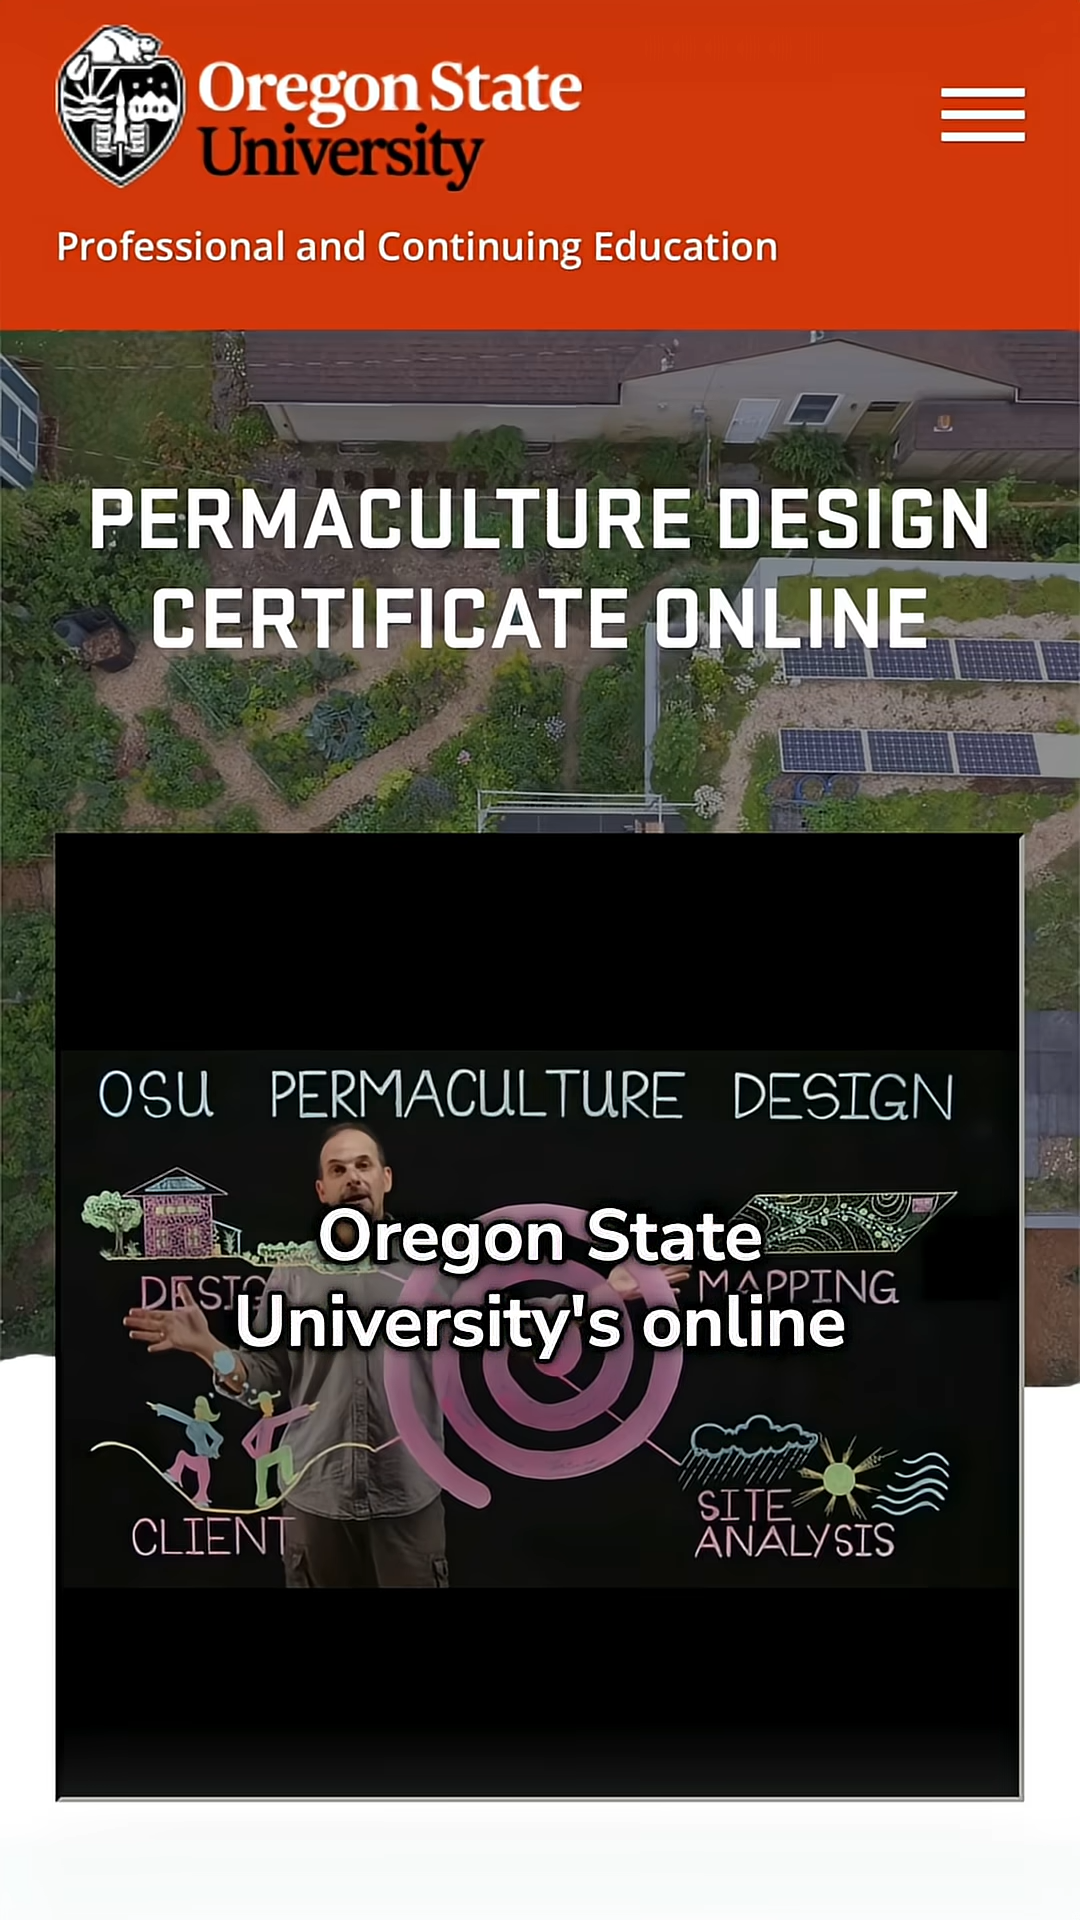 Oregon State
University
Professional and Continuing Education
PERMACULTURE DESIGN
CERTIFICATE ONLINE
OSU PERMACULTURE DESIGN
DESIG
MAPPING
Oregon State
University's online
CLIENT
SITE
ANALYSIS